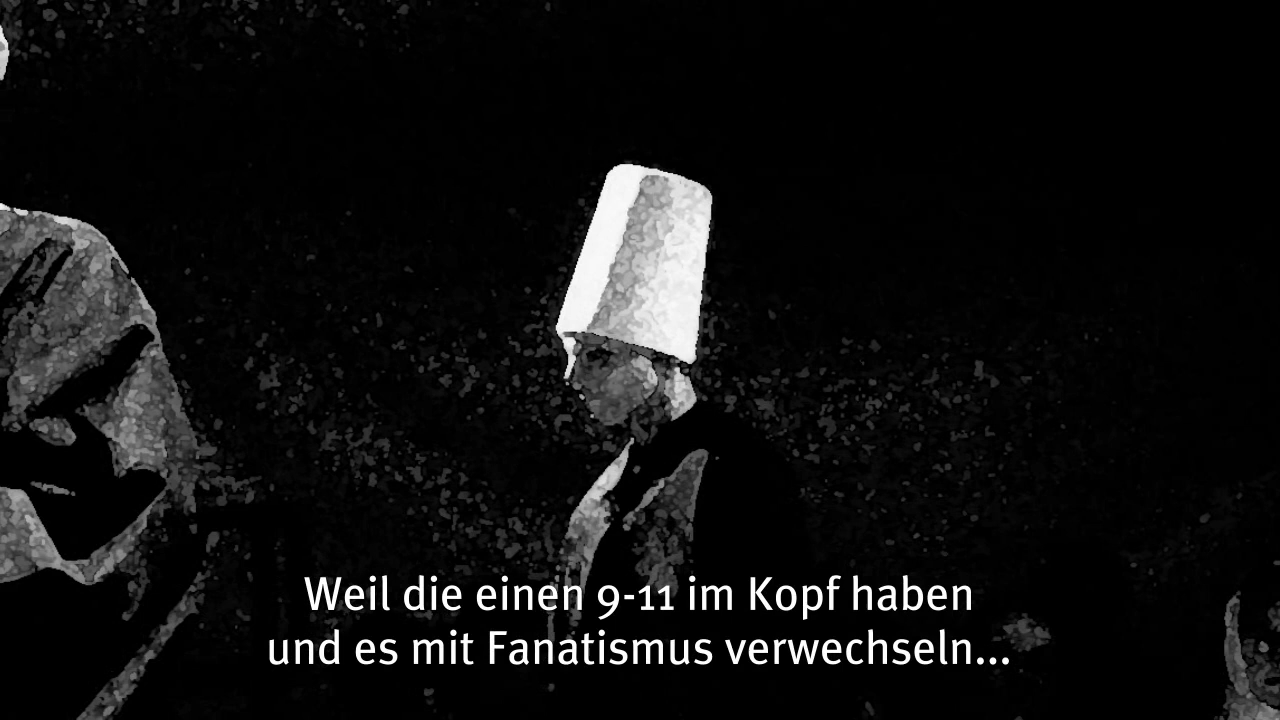 Weil die einen 9-11 im Kopf haben
und es mit Fanatismus verwechseln...